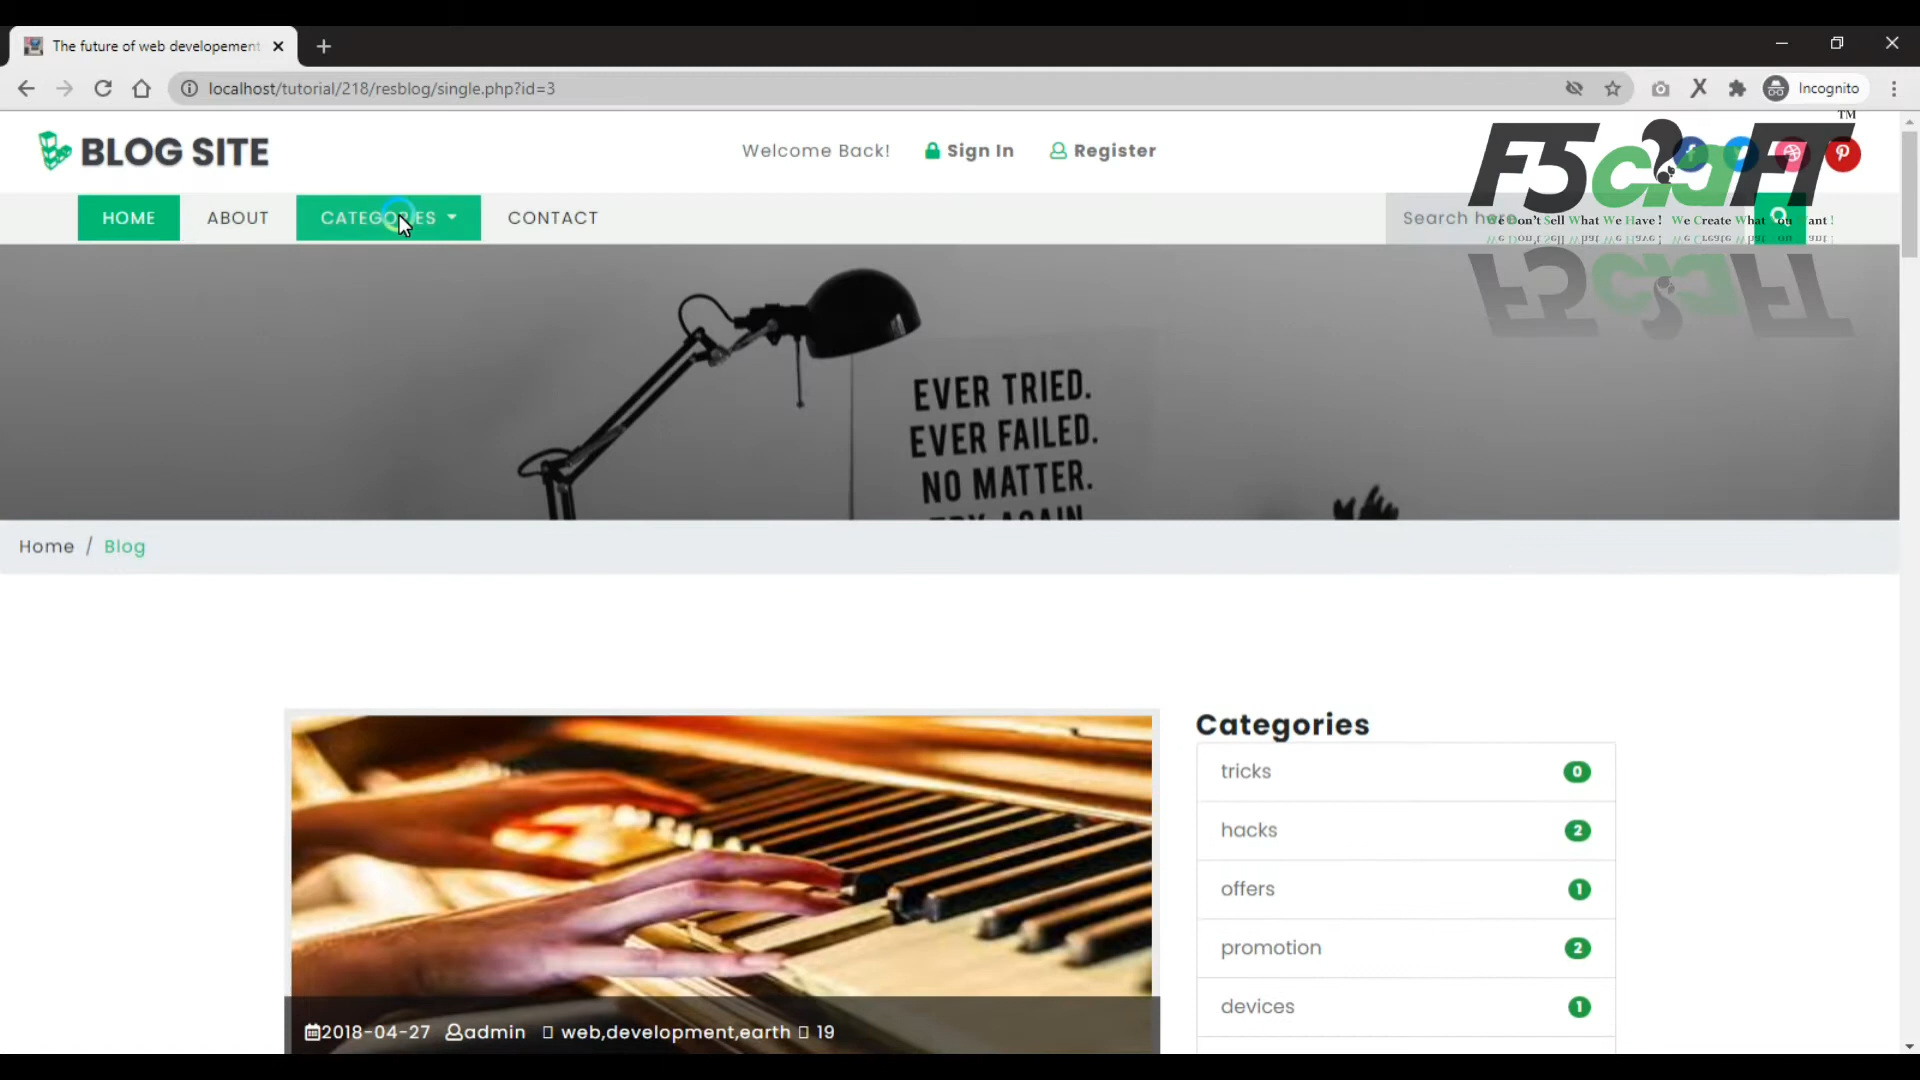 The future of web developement
localhost/tutorial/218/resblog/single.php?id=3
Incognito
BLOG SITE
Welcome Back!
Sign In
Register
F5craFT
TM
HOME
ABOUT
CATEGORIES
CONTACT
Search here
We Don't Sell What We Have! We Create What You Want!
EVER TRIED.
EVER FAILED.
NO MATTER.
TRY AGAIN
Home / Blog
Categories
tricks 0
hacks 2
offers 1
promotion 2
devices 1
2018-04-27 admin web,development,earth 19